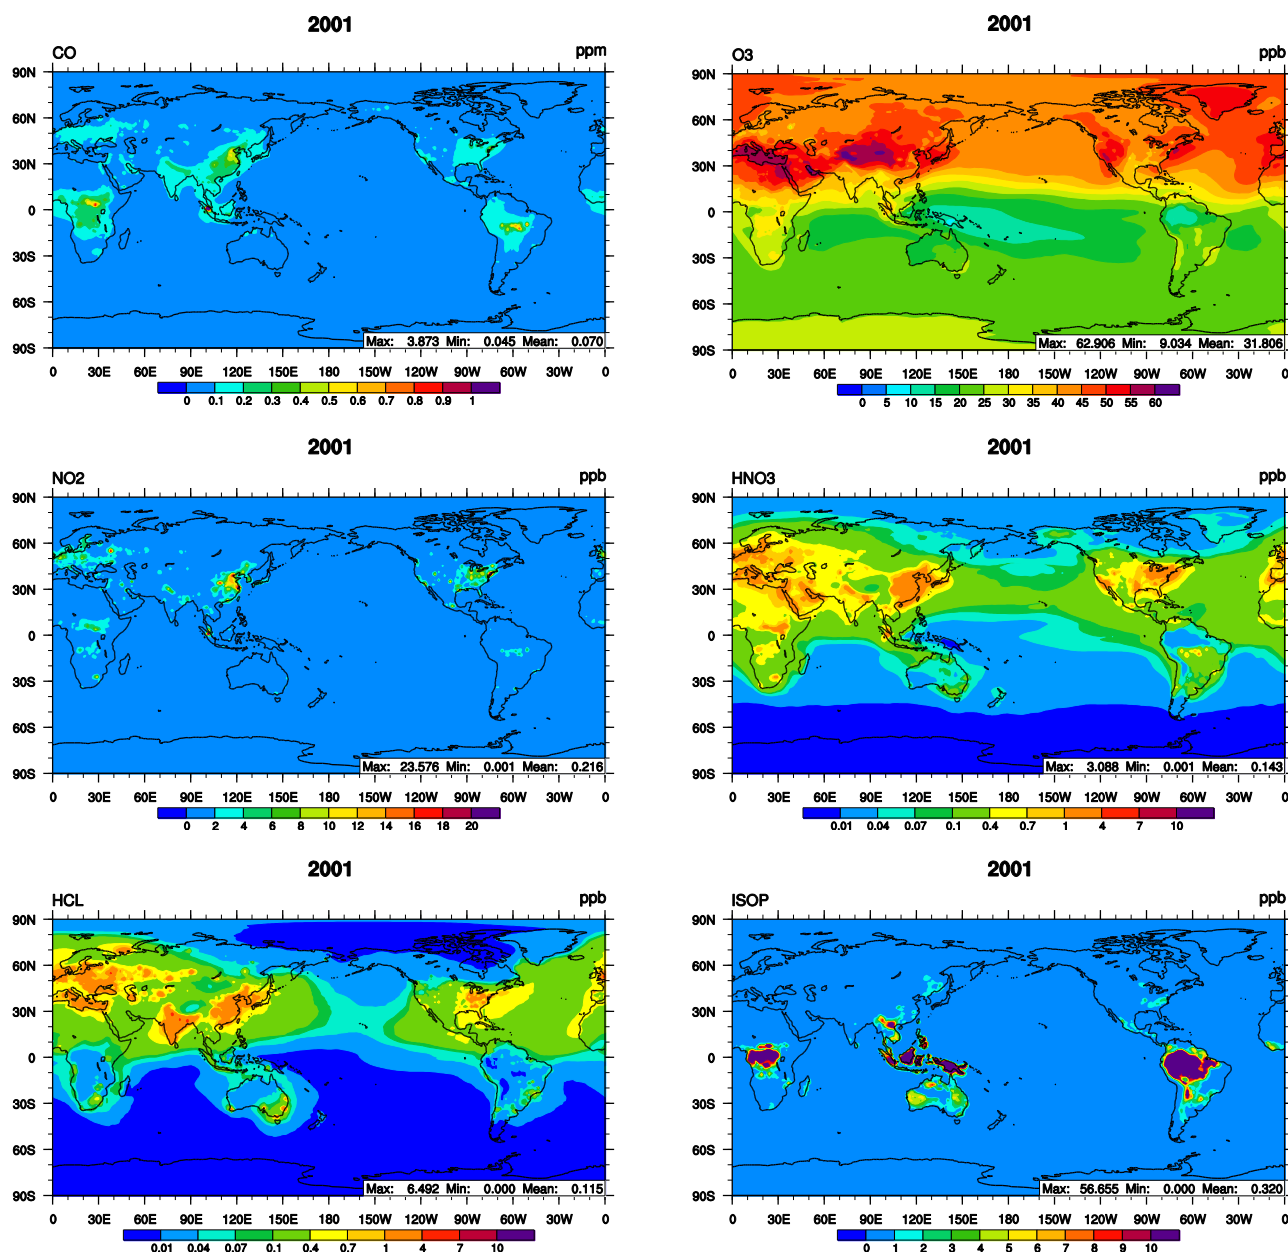 2001
CO ppm
90N
60N
30N
0
30S
60S
90S
Max: 3.873 Min: 0.045 Mean: 0.070
0 30E 60E 90E 120E 150E 180 150W 120W 90W 60W 30W 0
0 0.1 0.2 0.3 0.4 0.5 0.6 0.7 0.8 0.9 1
2001
O3 ppb
90N
60N
30N
0
30S
60S
90S
Max: 62.906 Min: 9.034 Mean: 31.806
0 30E 60E 90E 120E 150E 180 150W 120W 90W 60W 30W 0
0 5 10 15 20 25 30 35 40 45 50 55 60
2001
NO2 ppb
90N
60N
30N
0
30S
60S
90S
Max: 23.576 Min: 0.001 Mean: 0.216
0 30E 60E 90E 120E 150E 180 150W 120W 90W 60W 30W 0
0 2 4 6 8 10 12 14 16 18 20
2001
HNO3 ppb
90N
60N
30N
0
30S
60S
90S
Max: 3.088 Min: 0.001 Mean: 0.143
0 30E 60E 90E 120E 150E 180 150W 120W 90W 60W 30W 0
0.01 0.04 0.07 0.1 0.4 0.7 1 4 7 10
2001
HCL ppb
90N
60N
30N
0
30S
60S
90S
Max: 6.492 Min: 0.000 Mean: 0.115
0 30E 60E 90E 120E 150E 180 150W 120W 90W 60W 30W 0
0.01 0.04 0.07 0.1 0.4 0.7 1 4 7 10
2001
ISOP ppb
90N
60N
30N
0
30S
60S
90S
Max: 56.655 Min: 0.000 Mean: 0.320
0 30E 60E 90E 120E 150E 180 150W 120W 90W 60W 30W 0
0 1 2 3 4 5 6 7 8 9 10